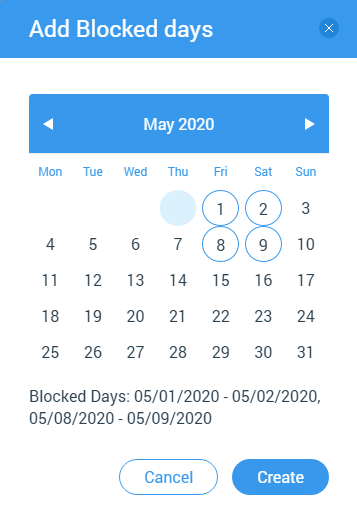 Add Blocked days
May 2020
Mon Tue Wed Thu Fri Sat Sun
1 2 3
4 5 6 7 8 9 10
11 12 13 14 15 16 17
18 19 20 21 22 23 24
25 26 27 28 29 30 31
Blocked Days: 05/01/2020 - 05/02/2020,
05/08/2020 - 05/09/2020
Cancel Create